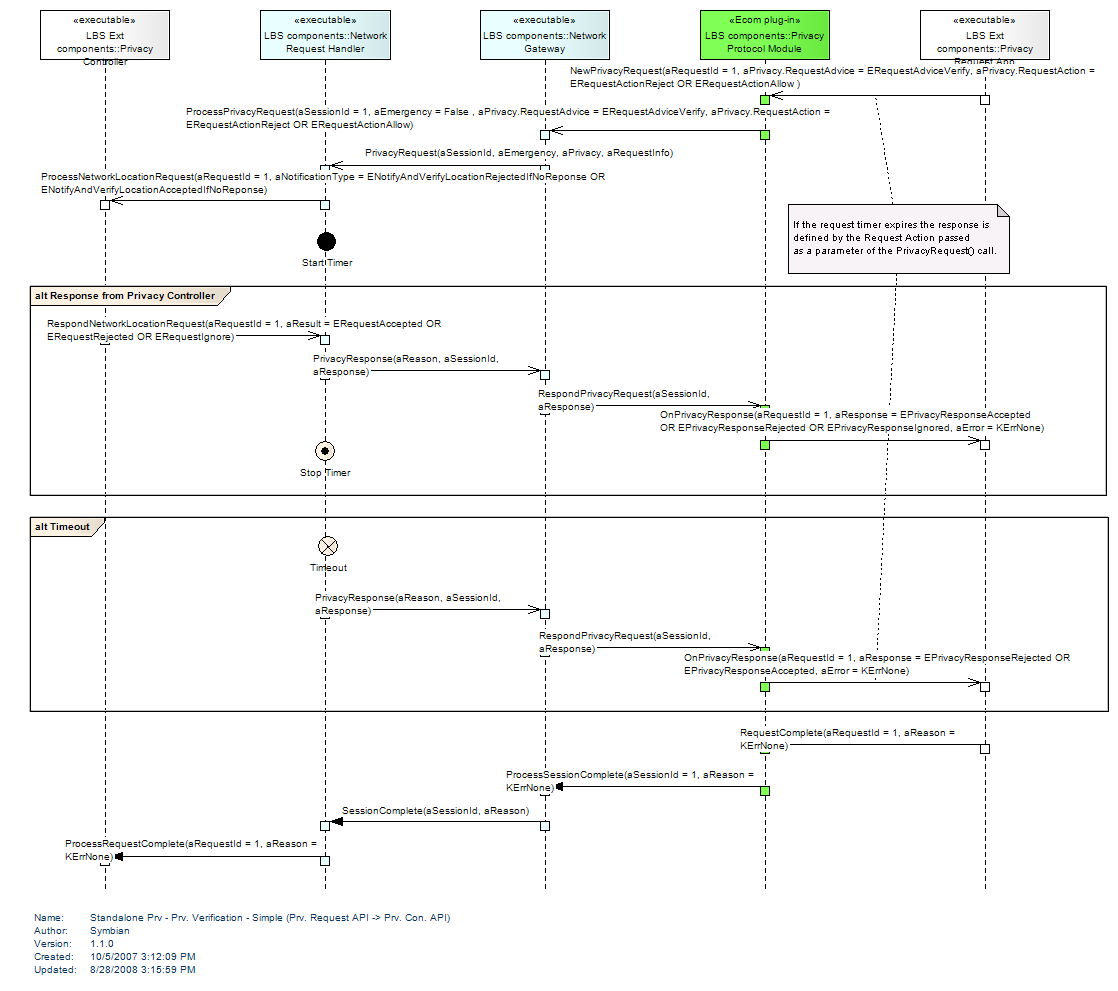 «executable»
LBS Ext
components::Privacy
Controller
«executable»
LBS components::Network
Request Handler
«executable»
LBS components::Network
Gateway
«Ecom plug-in»
LBS components::Privacy
Protocol Module
«executable»
LBS Ext
components::Privacy
Request App
NewPrivacyRequest(aRequestId = 1, aPrivacy.RequestAdvice = ERequestAdviceVerify, aPrivacy.RequestAction =
ERequestActionReject OR ERequestActionAllow )
ProcessPrivacyRequest(aSessionId = 1, aEmergency = False , aPrivacy.RequestAdvice = ERequestAdviceVerify, aPrivacy.RequestAction =
ERequestActionReject OR ERequestActionAllow)
PrivacyRequest(aSessionId, aEmergency, aPrivacy, aRequestInfo)
ProcessNetworkLocationRequest(aRequestId = 1, aNotificationType = ENotifyAndVerifyLocationRejectedIfNoReponse OR
ENotifyAndVerifyLocationAcceptedIfNoReponse)
If the request timer expires the response is
defined by the Request Action passed
as a parameter of the PrivacyRequest() call.
Start Timer
alt Response from Privacy Controller
RespondNetworkLocationRequest(aRequestId = 1, aResult = ERequestAccepted OR
ERequestRejected OR ERequestIgnore)
PrivacyResponse(aReason, aSessionId,
aResponse)
RespondPrivacyRequest(aSessionId,
aResponse)
OnPrivacyResponse(aRequestId = 1, aResponse = EPrivacyResponseAccepted
OR EPrivacyResponseRejected OR EPrivacyResponseIgnored, aError = KErrNone)
Stop Timer
alt Timeout
Timeout
PrivacyResponse(aReason, aSessionId,
aResponse)
RespondPrivacyRequest(aSessionId,
aResponse)
OnPrivacyResponse(aRequestId = 1, aResponse = EPrivacyResponseRejected OR
EPrivacyResponseAccepted, aError = KErrNone)
RequestComplete(aRequestId = 1, aReason =
KErrNone)
ProcessSessionComplete(aSessionId = 1, aReason =
KErrNone)
SessionComplete(aSessionId, aReason)
ProcessRequestComplete(aRequestId = 1, aReason =
KErrNone)
Name: Standalone Prv - Prv. Verification - Simple (Prv. Request API -> Prv. Con. API)
Author: Symbian
Version: 1.1.0
Created: 10/5/2007 3:12:09 PM
Updated: 8/28/2008 3:15:59 PM